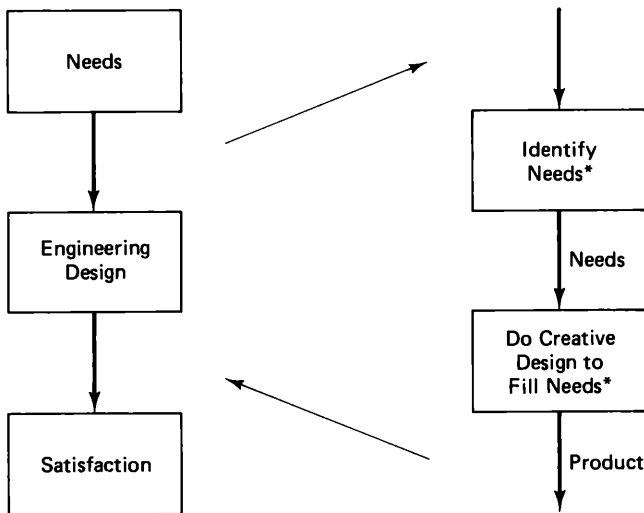 Needs
Engineering
Design
Satisfaction
Identify
Needs*
Needs
Do Creative
Design to
Fill Needs*
Product